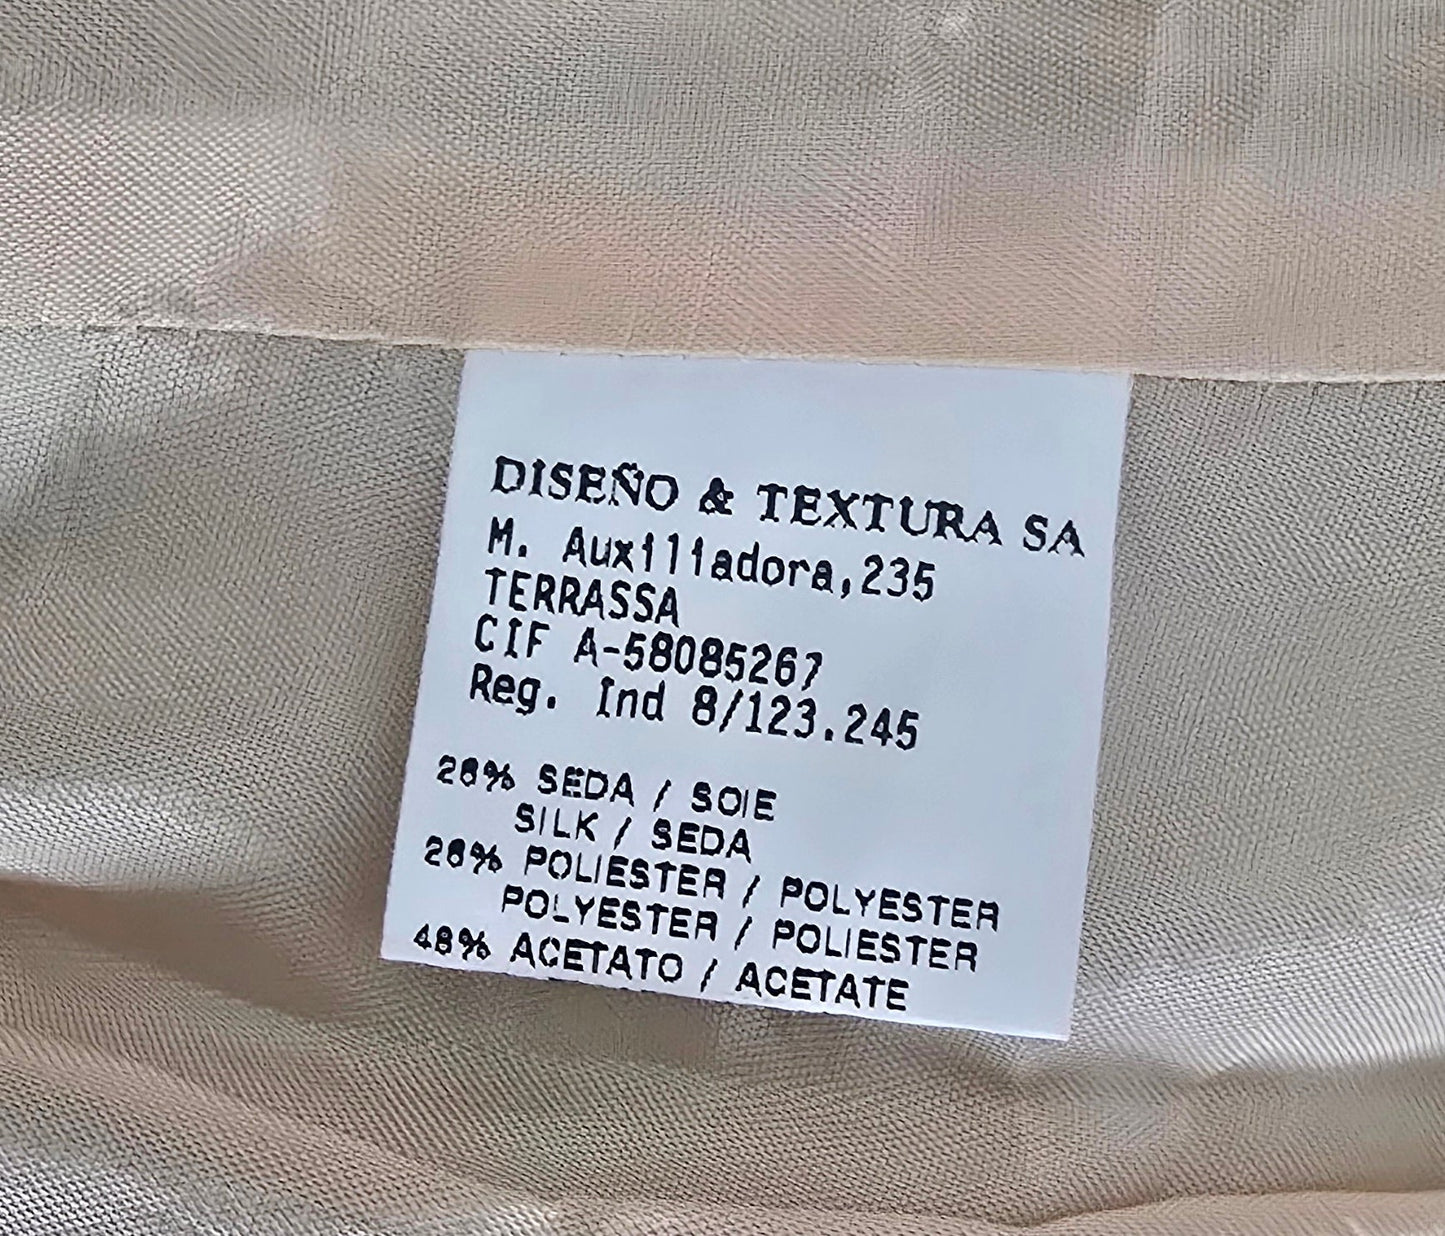 DISEÑO & TEXTURA SA
M. Auxiliadora,235
TERRASSA
CIF A-58085267
Reg. Ind 8/123.245
26% SEDA / SOIE
SILK / SEDA
26% POLIESTER / POLYESTER
POLYESTER / POLIESTER
48% ACETATO / ACETATE